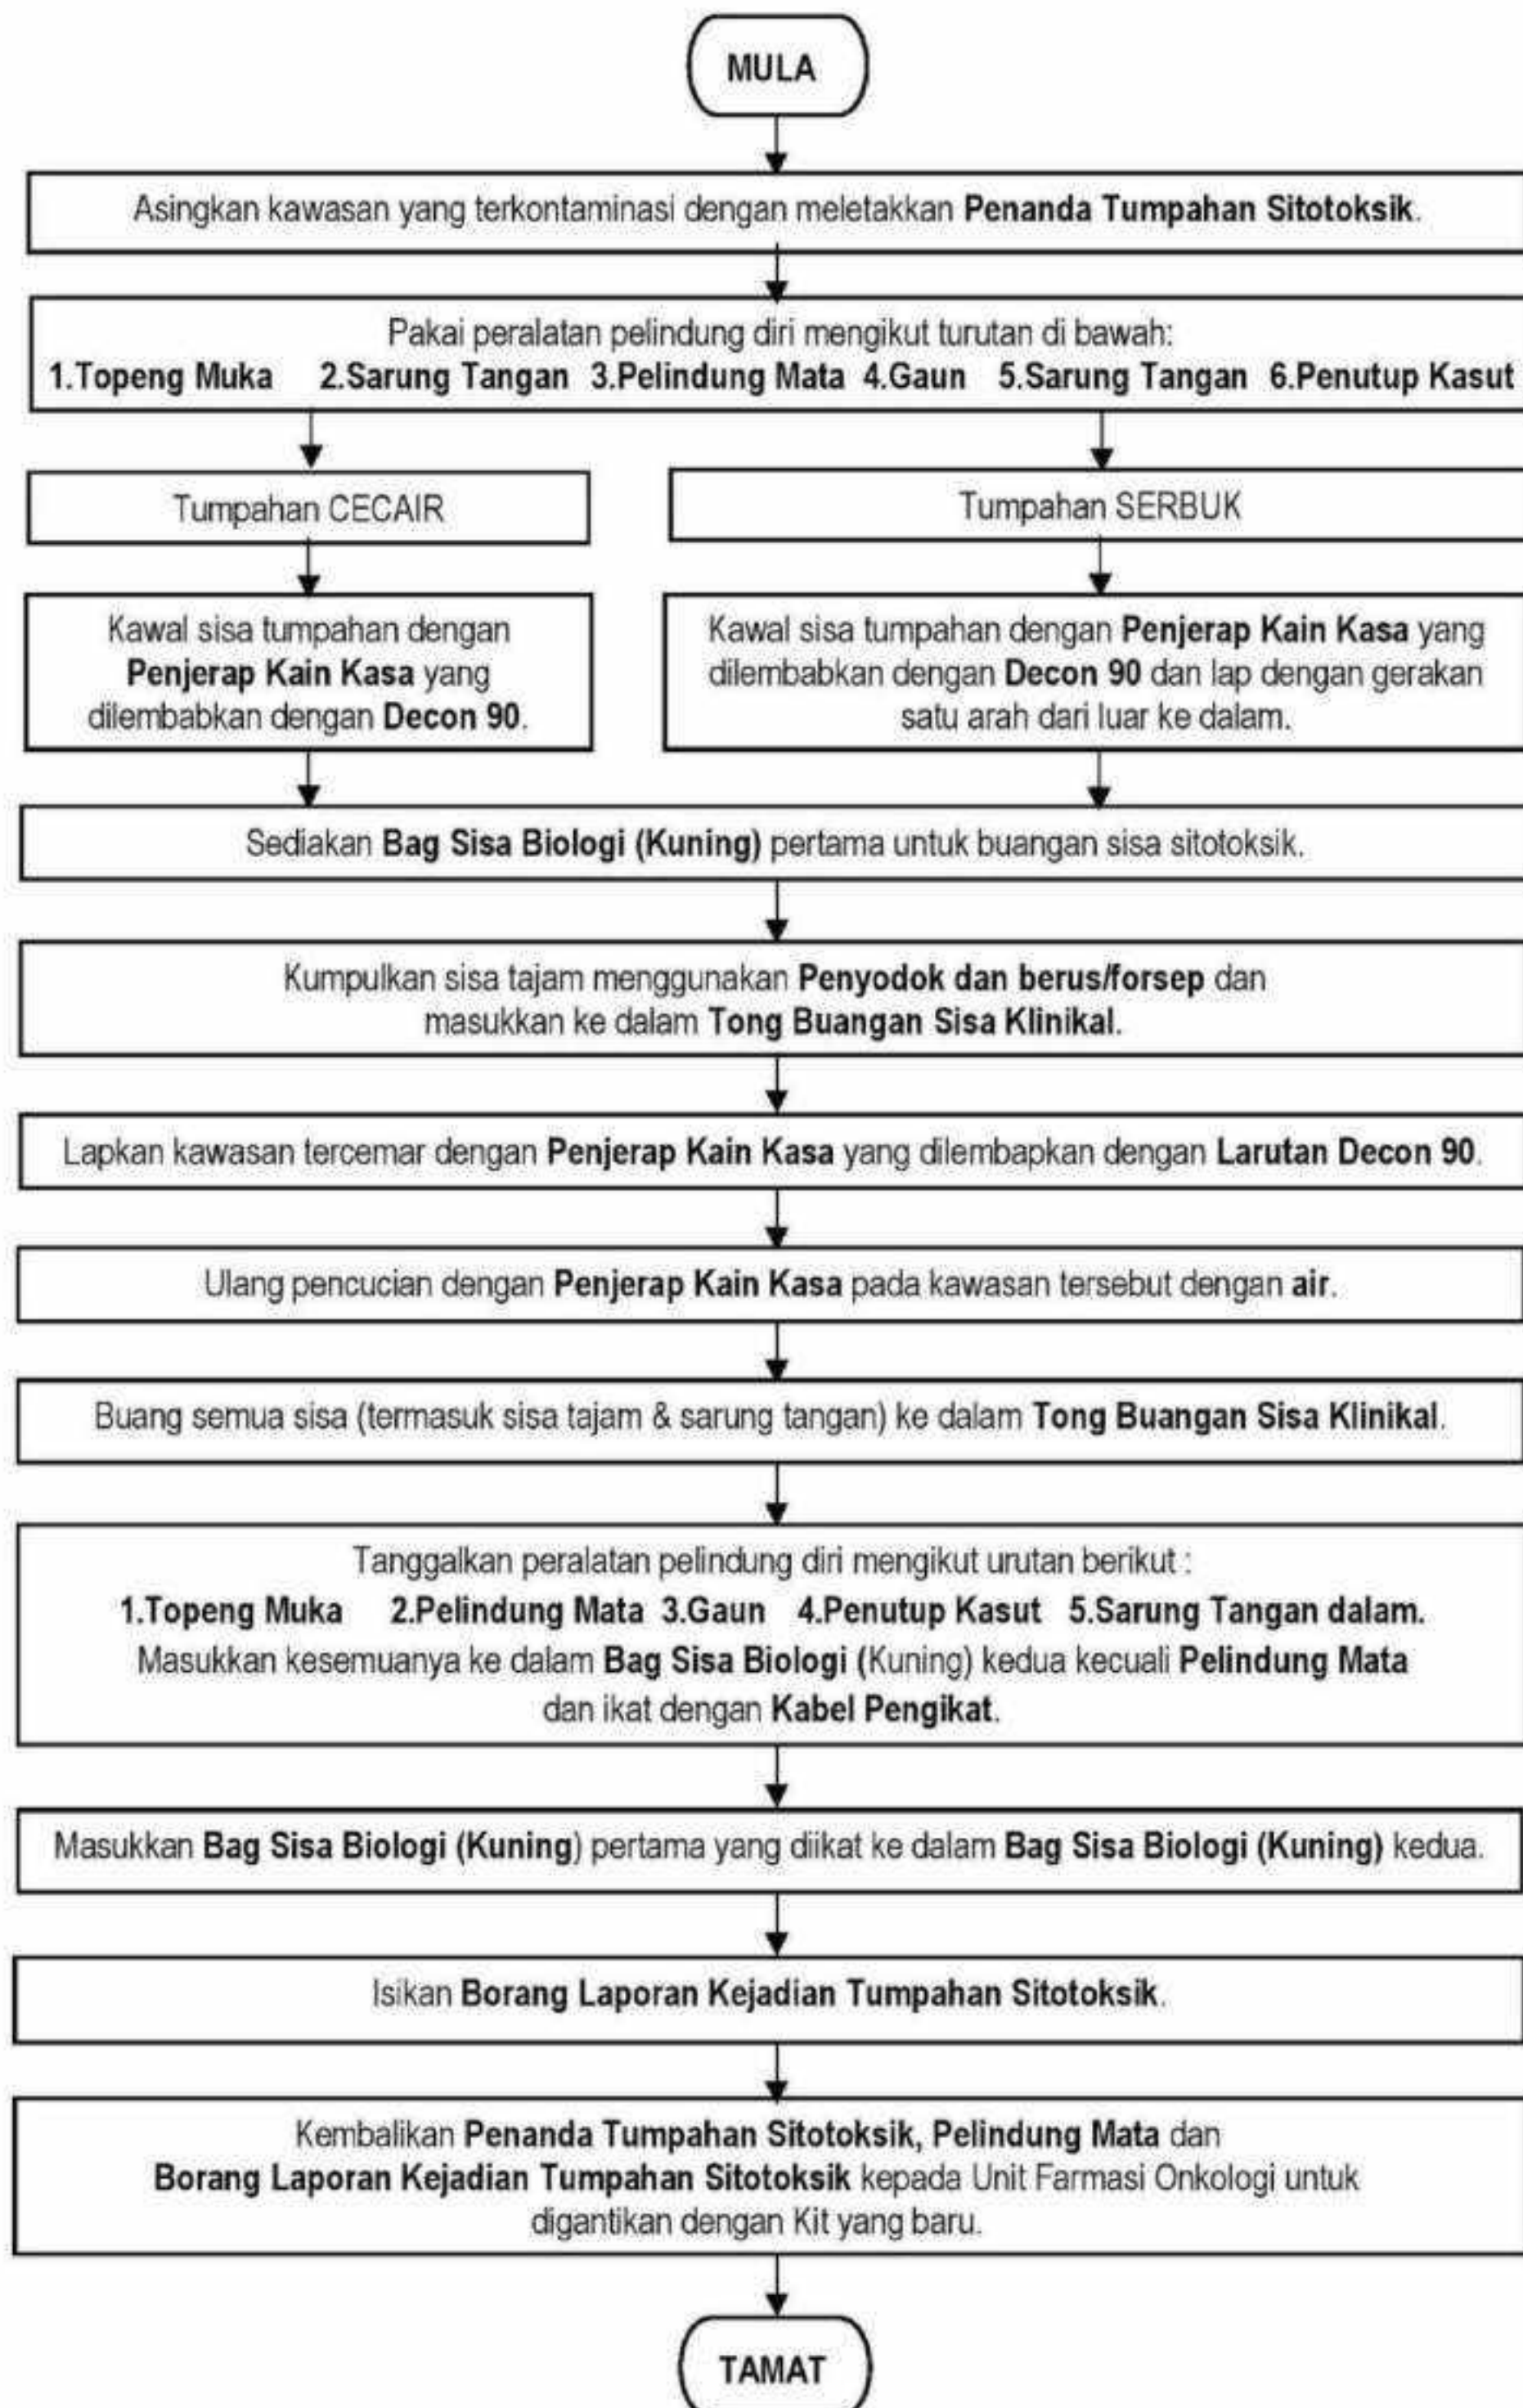 MULA
Asingkan kawasan yang terkontaminasi dengan meletakkan Penanda Tumpahan Sitotoksik.
Pakai peralatan pelindung diri mengikut turutan di bawah:
1.Topeng Muka 2.Sarung Tangan 3.Pelindung Mata 4.Gaun 5.Sarung Tangan 6.Penutup Kasut
Tumpahan CECAIR
Tumpahan SERBUK
Kawal sisa tumpahan dengan
Penjerap Kain Kasa yang
dilembabkan dengan Decon 90.
Kawal sisa tumpahan dengan Penjerap Kain Kasa yang
dilembabkan dengan Decon 90 dan lap dengan gerakan
satu arah dari luar ke dalam.
Sediakan Bag Sisa Biologi (Kuning) pertama untuk buangan sisa sitotoksik.
Kumpulkan sisa tajam menggunakan Penyodok dan berus/forsep dan
masukkan ke dalam Tong Buangan Sisa Klinikal.
Lapkan kawasan tercemar dengan Penjerap Kain Kasa yang dilembapkan dengan Larutan Decon 90.
Ulang pencucian dengan Penjerap Kain Kasa pada kawasan tersebut dengan air.
Buang semua sisa (termasuk sisa tajam & sarung tangan) ke dalam Tong Buangan Sisa Klinikal.
Tanggalkan peralatan pelindung diri mengikut urutan berikut :
1.Topeng Muka 2.Pelindung Mata 3.Gaun 4.Penutup Kasut 5.Sarung Tangan dalam.
Masukkan kesemuanya ke dalam Bag Sisa Biologi (Kuning) kedua kecuali Pelindung Mata
dan ikat dengan Kabel Pengikat.
Masukkan Bag Sisa Biologi (Kuning) pertama yang diikat ke dalam Bag Sisa Biologi (Kuning) kedua.
Isikan Borang Laporan Kejadian Tumpahan Sitotoksik.
Kembalikan Penanda Tumpahan Sitotoksik, Pelindung Mata dan
Borang Laporan Kejadian Tumpahan Sitotoksik kepada Unit Farmasi Onkologi untuk
digantikan dengan Kit yang baru.
TAMAT